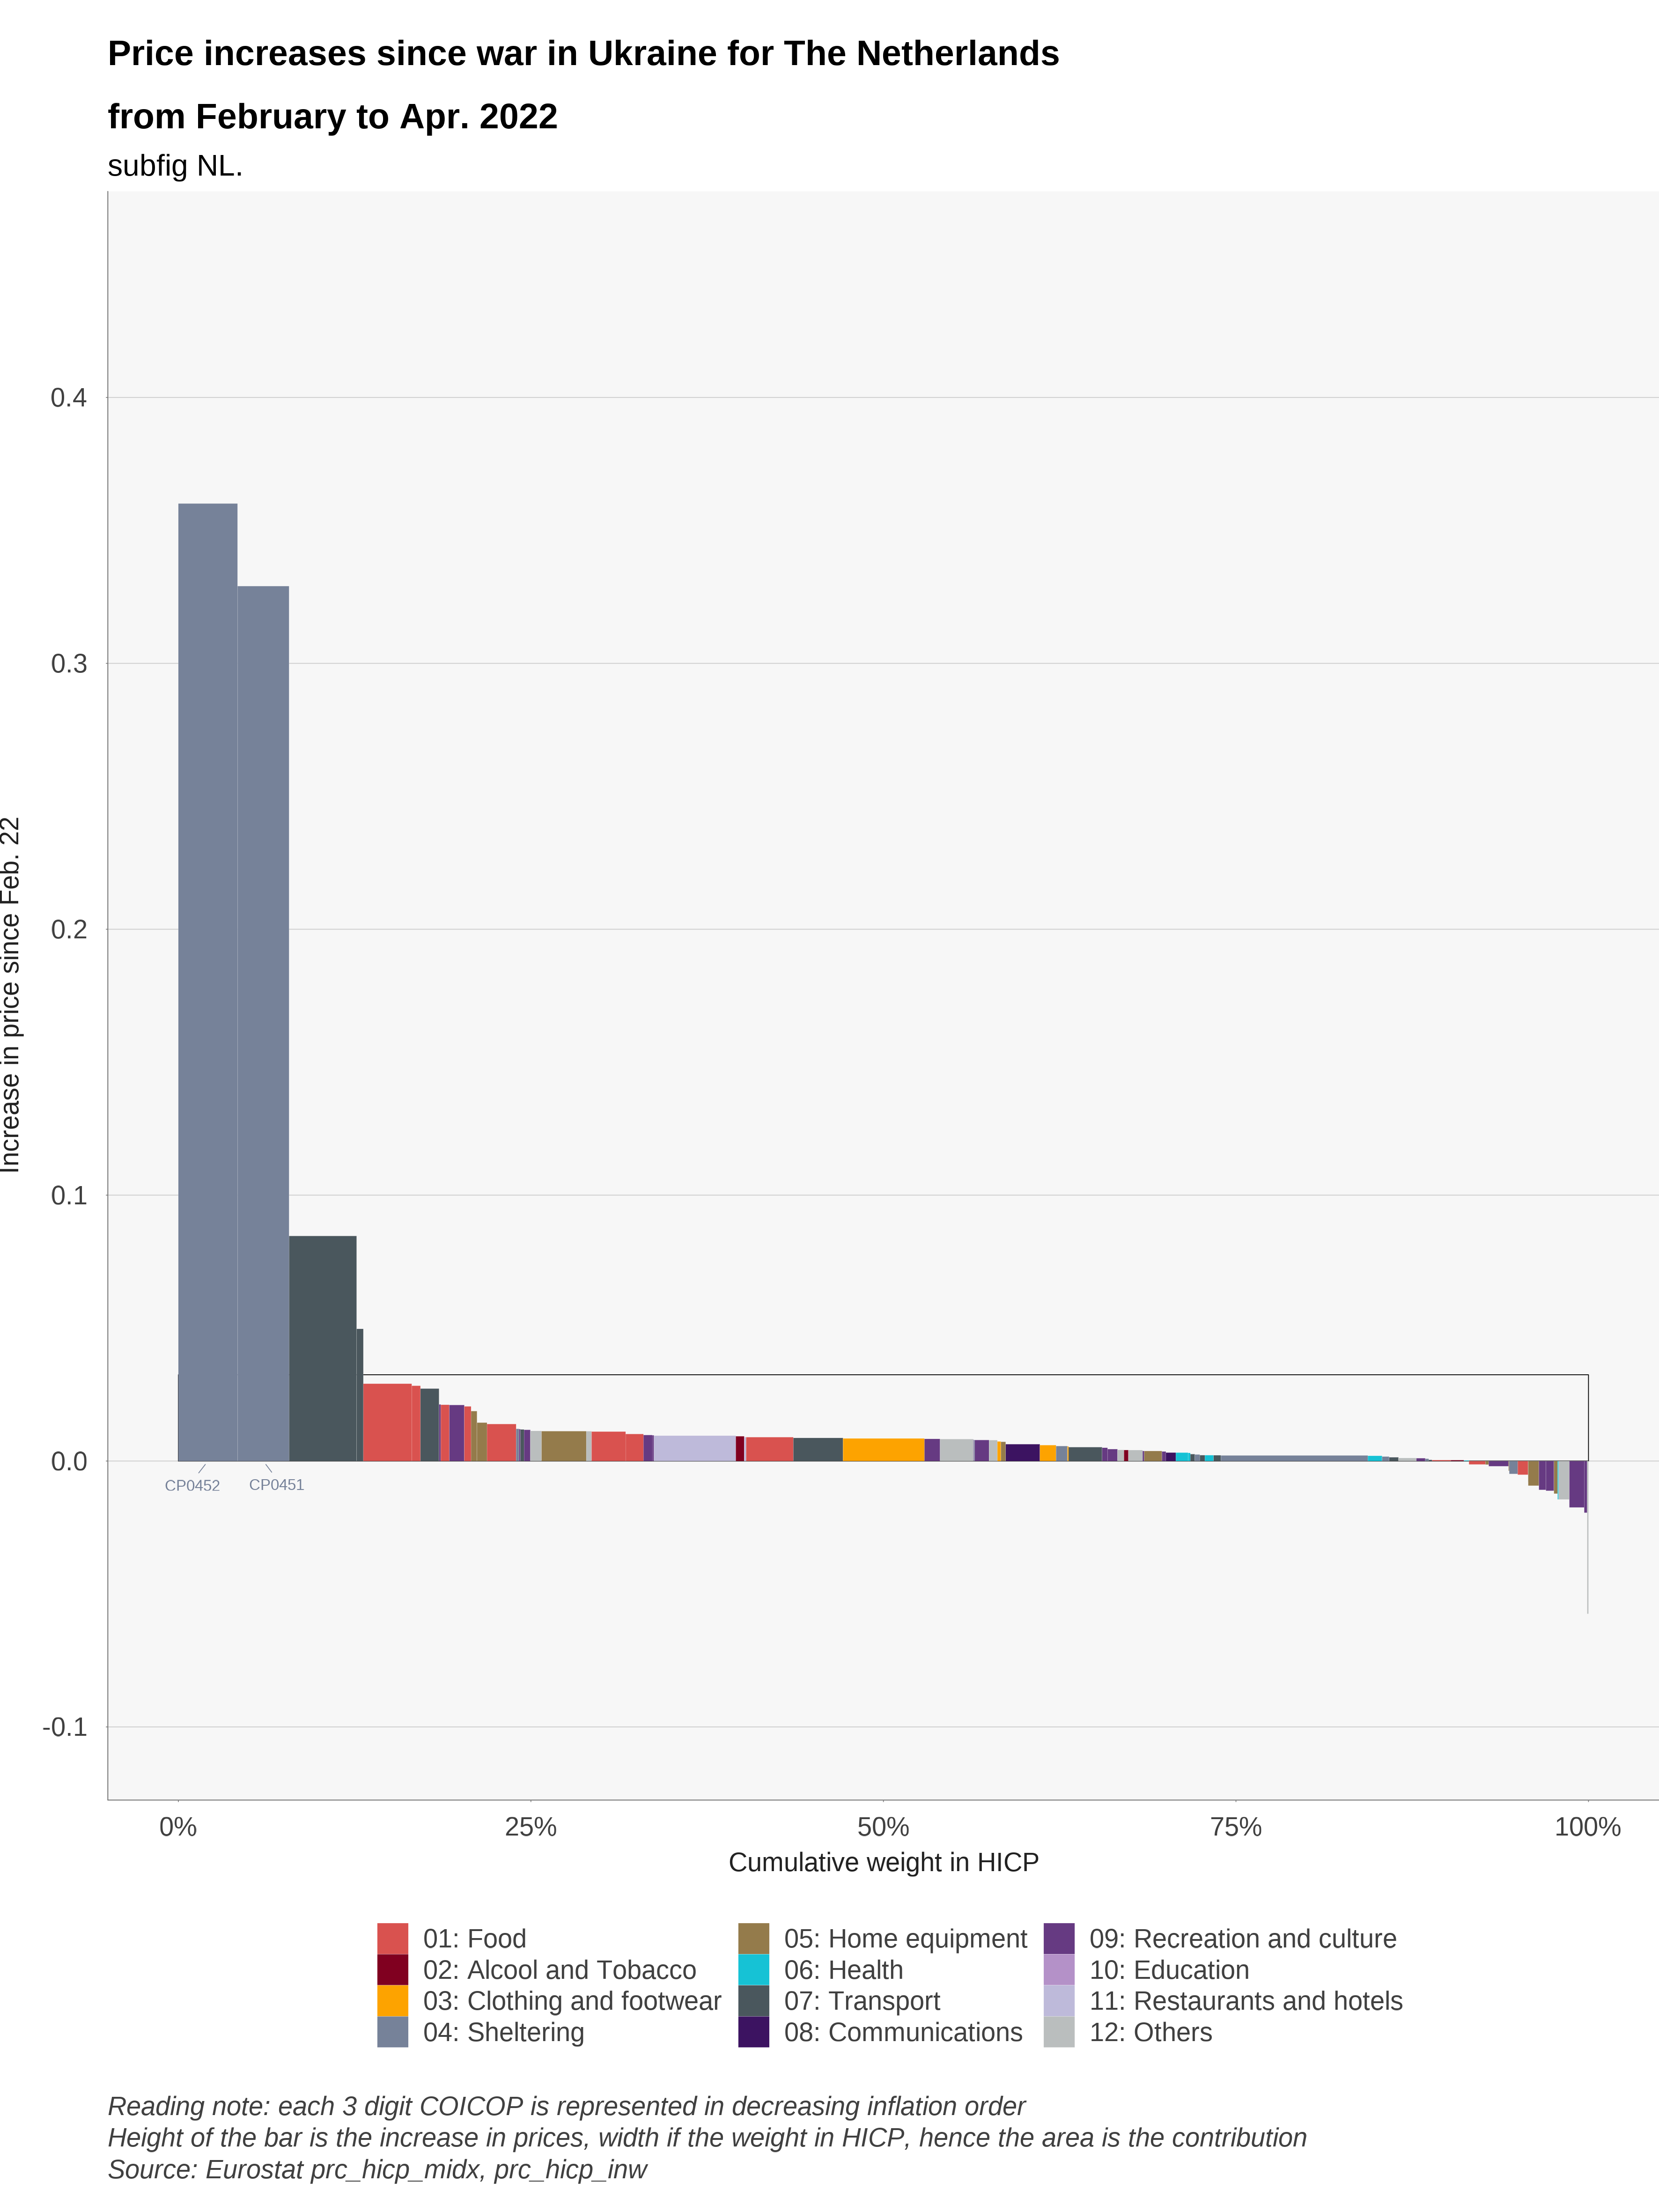 Price increases since war in Ukraine for The Netherlands
from February to Apr. 2022
subfig NL.
Increase in price since Feb. 22
0.4
0.3
0.2
0.1
0.0
-0.1
CP0452
CP0451
0%
25%
50%
75%
100%
Cumulative weight in HICP
01: Food
02: Alcool and Tobacco
03: Clothing and footwear
04: Sheltering
05: Home equipment
06: Health
07: Transport
08: Communications
09: Recreation and culture
10: Education
11: Restaurants and hotels
12: Others
Reading note: each 3 digit COICOP is represented in decreasing inflation order
Height of the bar is the increase in prices, width if the weight in HICP, hence the area is the contribution
Source: Eurostat prc_hicp_midx, prc_hicp_inw